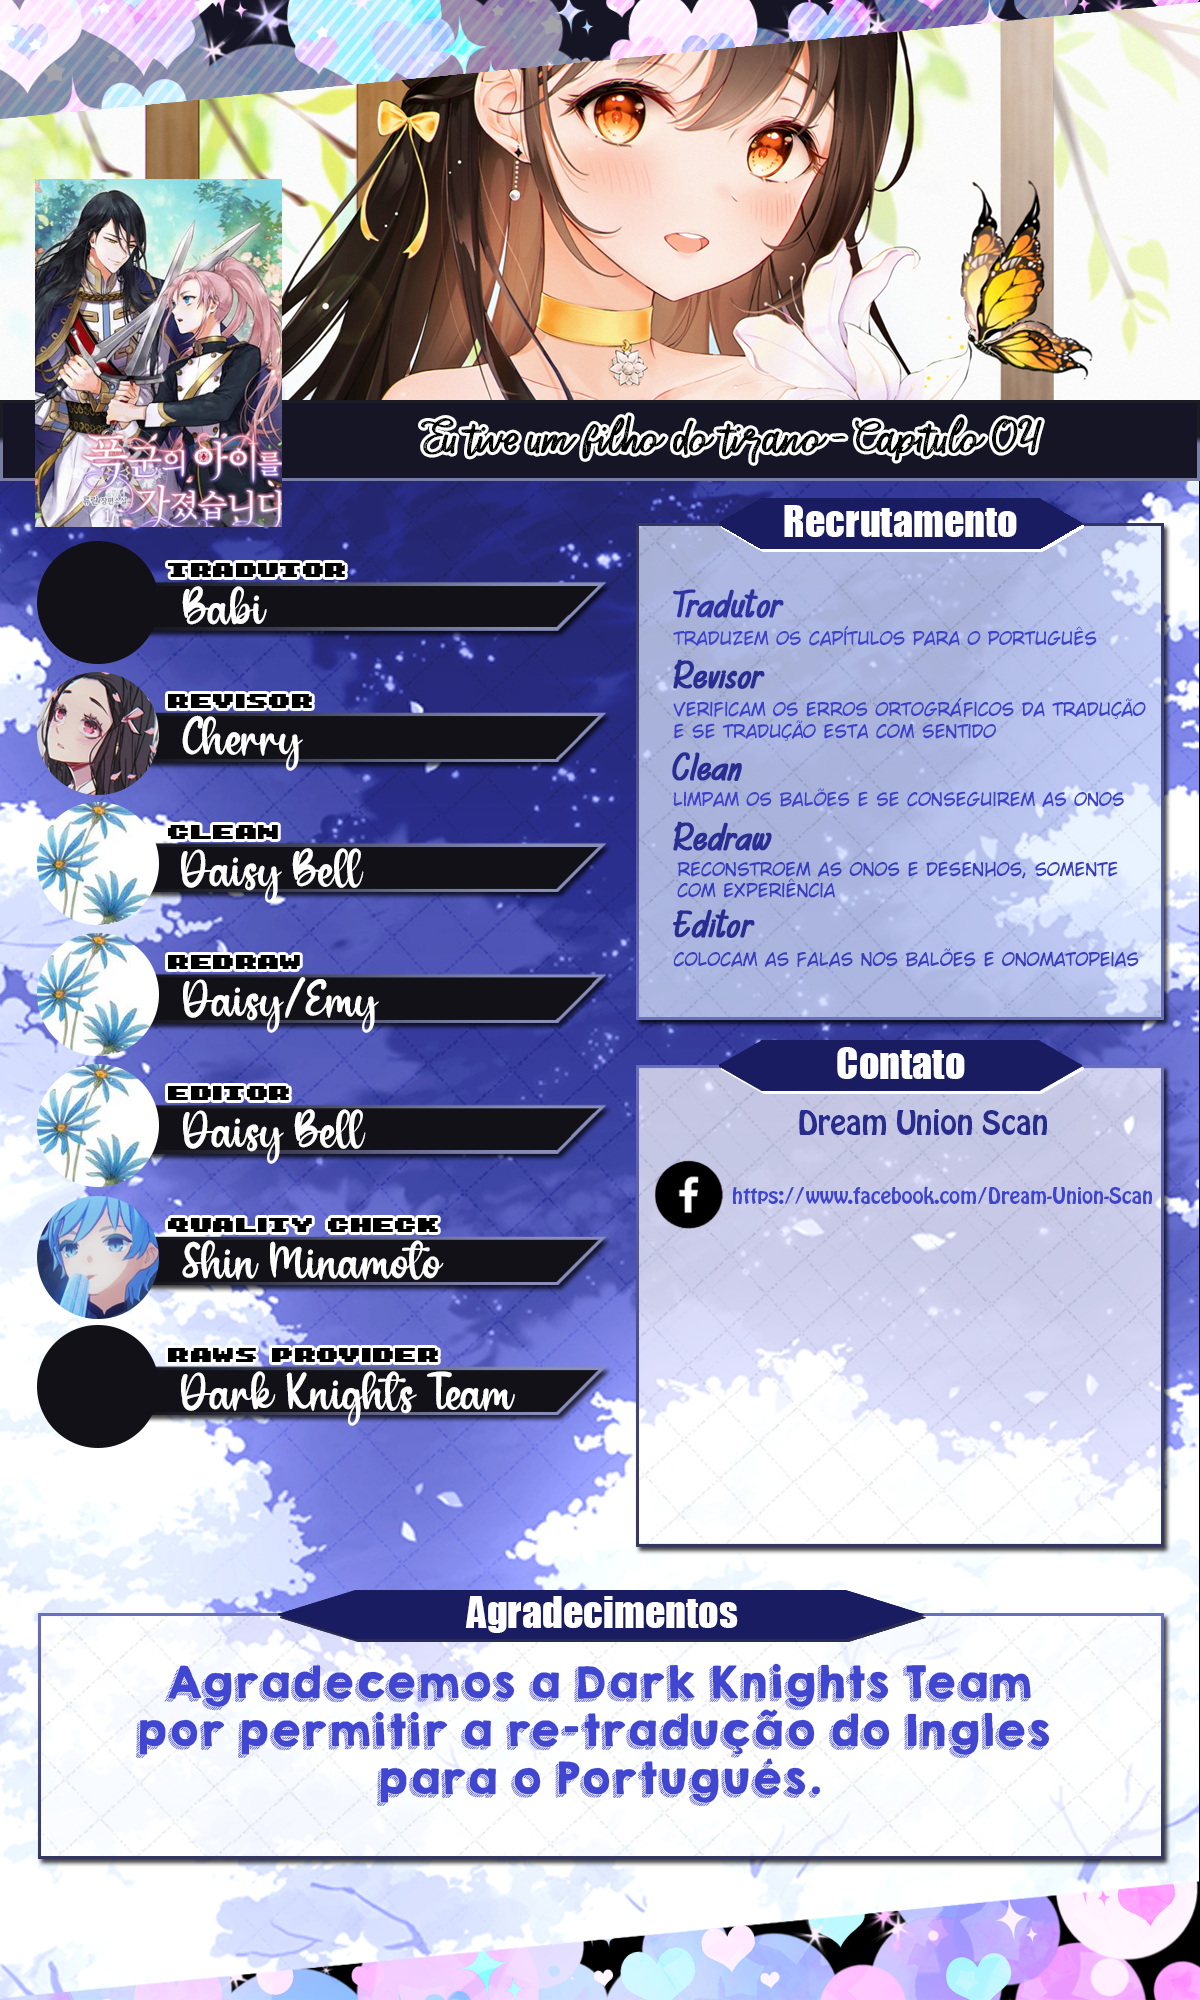 폭군의 아이를
가졌습니다
Eu tive um filho do tirano - Capitulo 04
TRADUTOR
Babi
REVISOR
Cherry
CLEAN
Daisy Bell
REDRAW
Daisy/Emy
EDITOR
Daisy Bell
QUALITY CHECK
Shin Minamoto
RAWS PROVIDER
Dark Knights Team
Recrutamento
Tradutor
TRADUZEM OS CAPÍTULOS PARA O PORTUGUÊS
Revisor
VERIFICAM OS ERROS ORTOGRÁFICOS DA TRADUÇÃO
E SE TRADUÇÃO ESTA COM SENTIDO
Clean
LIMPAM OS BALÕES E SE CONSEGUIREM AS ONOS
Redraw
RECONSTROEM AS ONOS E DESENHOS, SOMENTE
COM EXPERIÊNCIA
Editor
COLOCAM AS FALAS NOS BALÕES E ONOMATOPEIAS
Contato
Dream Union Scan
https://www.facebook.com/Dream-Union-Scan
Agradecimentos
Agradecemos a Dark Knights Team
por permitir a re-tradução do Ingles
para o Português.